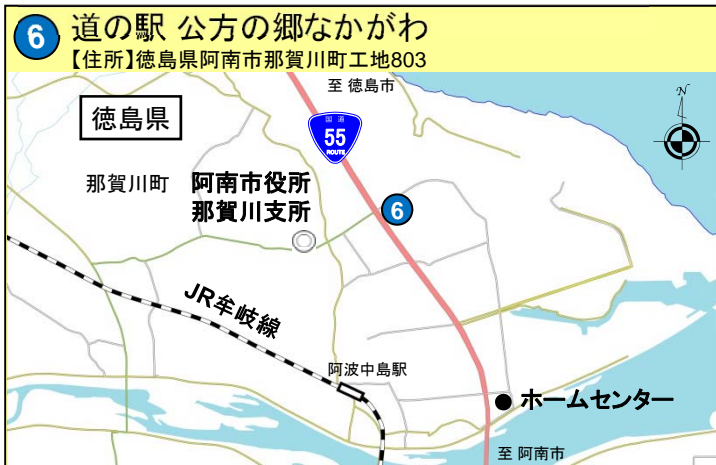 6 道の駅 公方の郷なかがわ
【住所】徳島県阿南市那賀川町工地803
至 徳島市
N
徳島県
国道
55
ROUTE
那賀川町
阿南市役所
那賀川支所
6
JR牟岐線
阿波中島駅
ホームセンター
至 阿南市